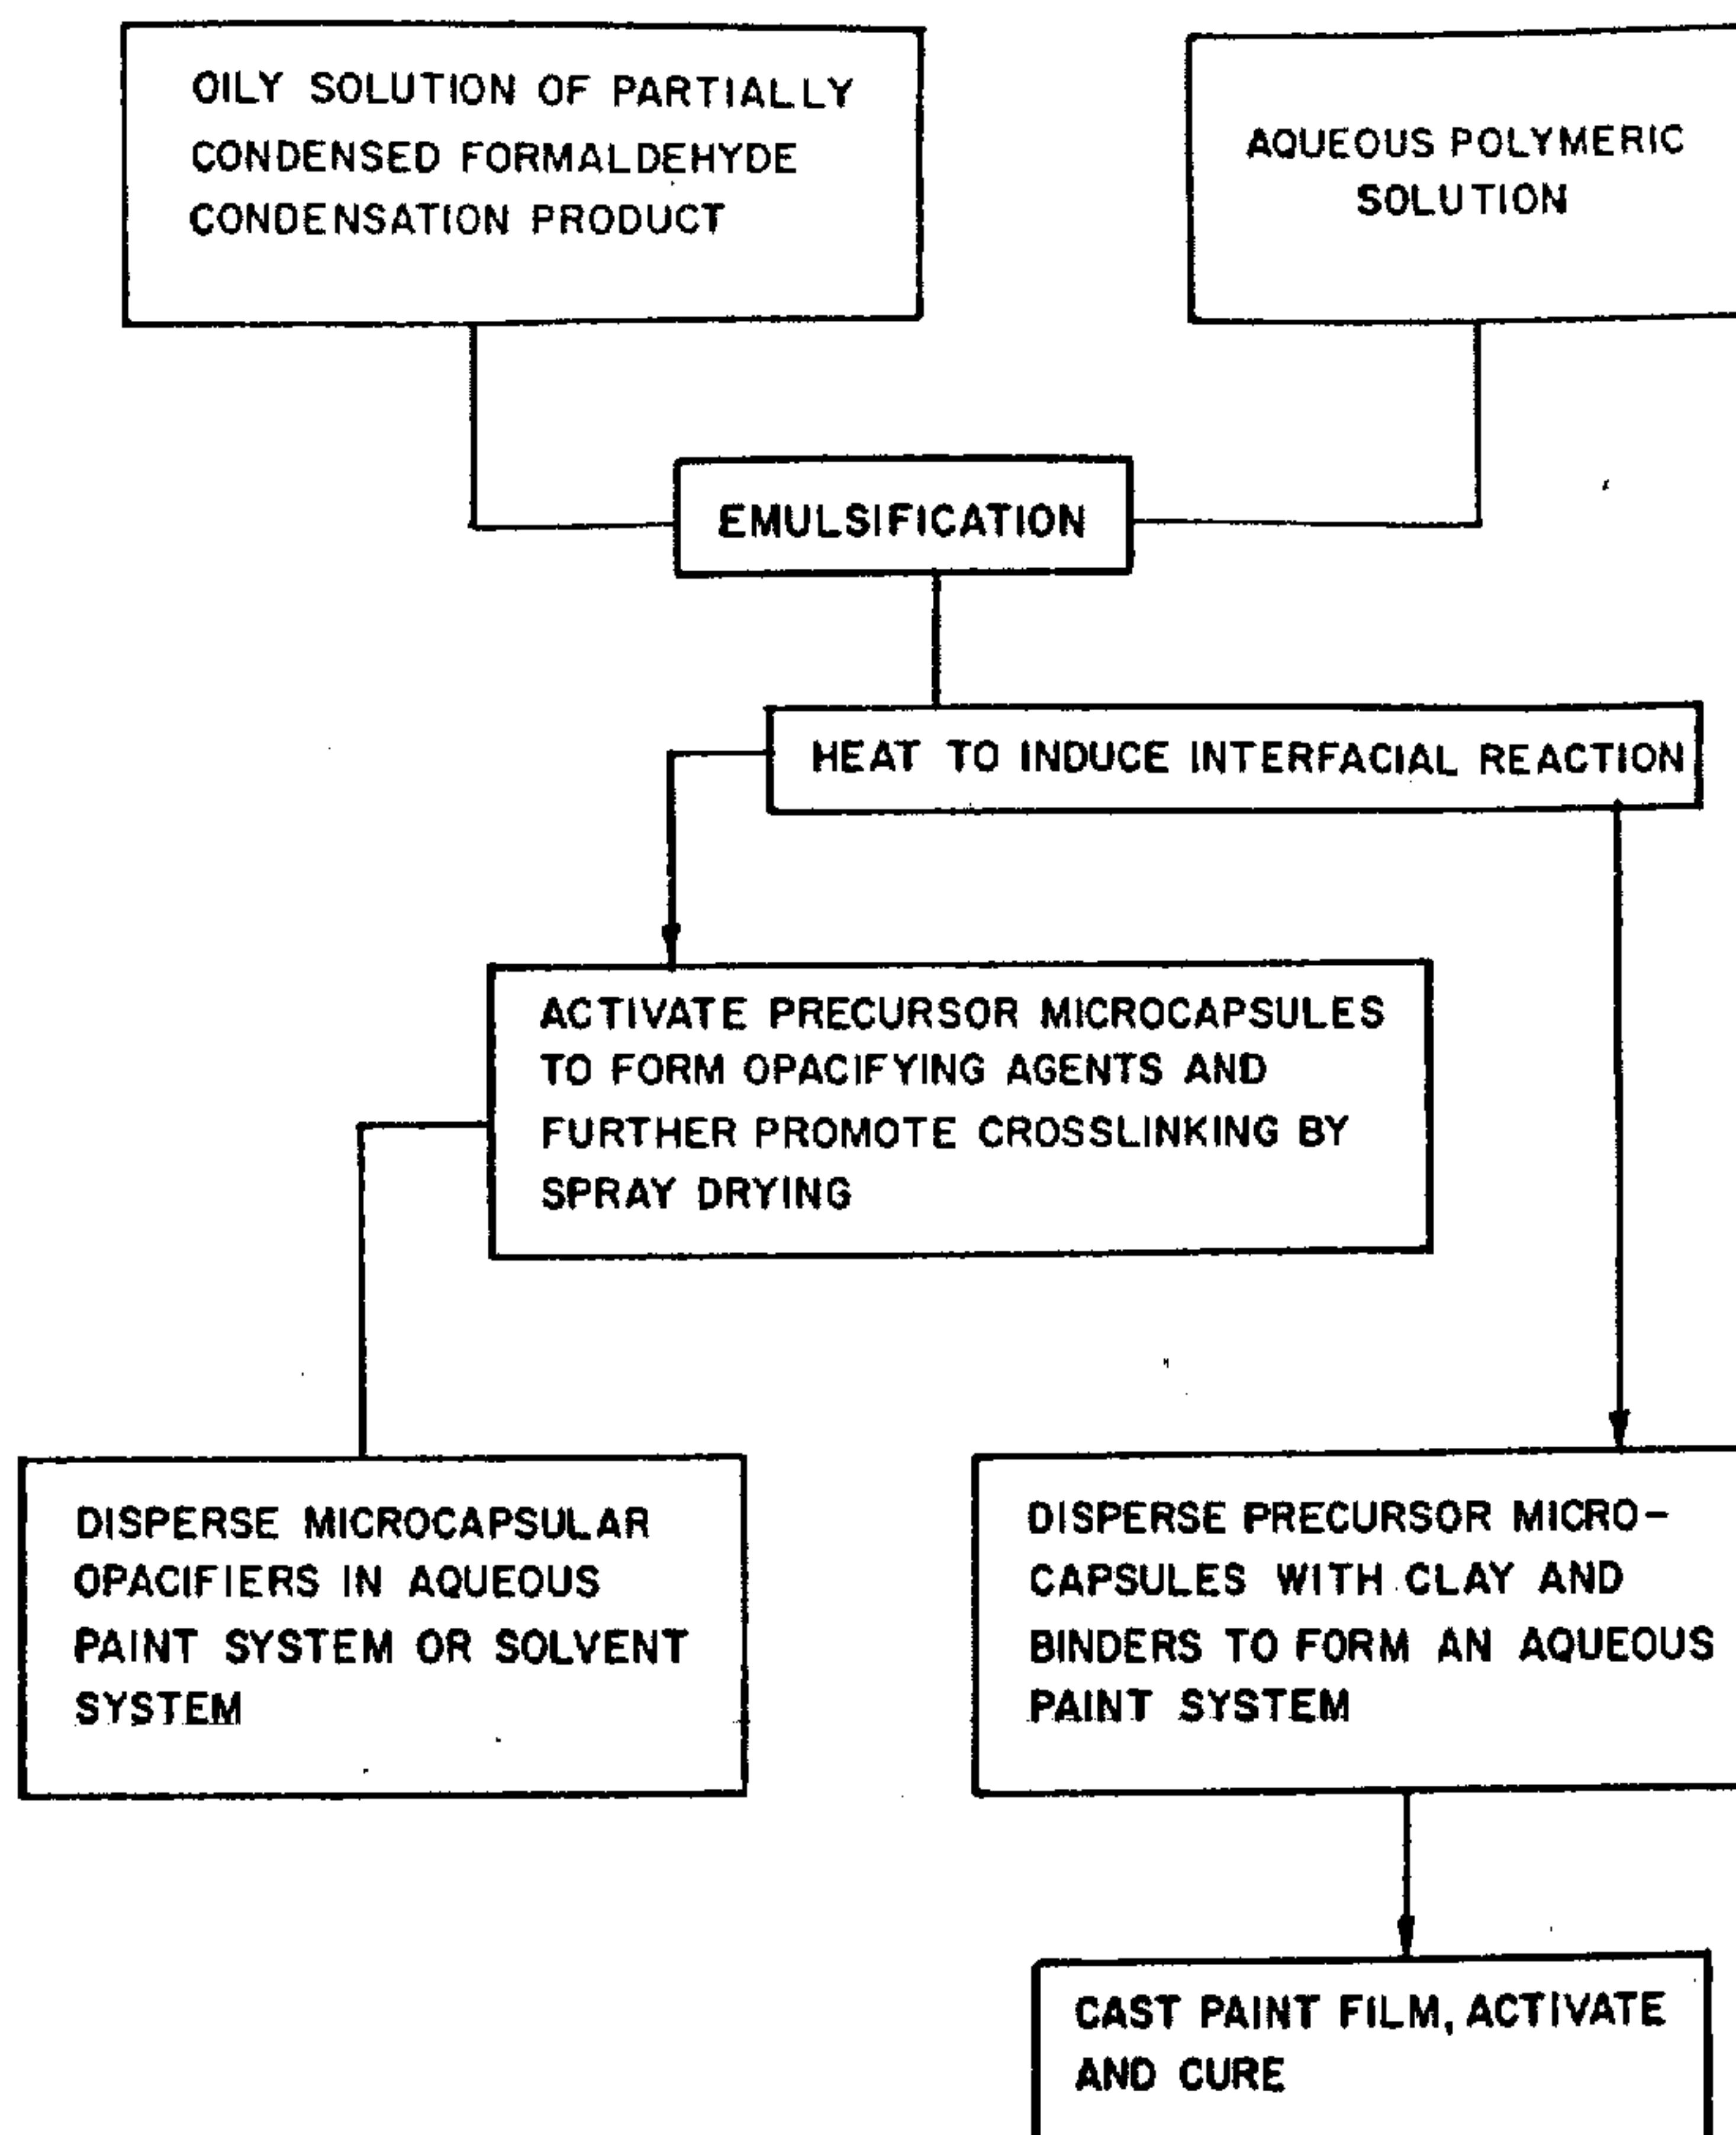 OILY SOLUTION OF PARTIALLY
CONDENSED FORMALDEHYDE
CONDENSATION PRODUCT
AQUEOUS POLYMERIC
SOLUTION
EMULSIFICATION
HEAT TO INDUCE INTERFACIAL REACTION
ACTIVATE PRECURSOR MICROCAPSULES
TO FORM OPACIFYING AGENTS AND
FURTHER PROMOTE CROSSLINKING BY
SPRAY DRYING
DISPERSE MICROCAPSULAR
OPACIFIERS IN AQUEOUS
PAINT SYSTEM OR SOLVENT
SYSTEM
DISPERSE PRECURSOR MICRO-
CAPSULES WITH CLAY AND
BINDERS TO FORM AN AQUEOUS
PAINT SYSTEM
CAST PAINT FILM, ACTIVATE
AND CURE